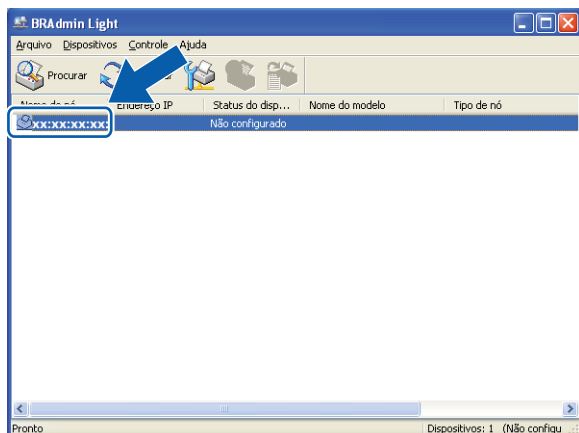 BRAdmin Light
Arquivo Dispositivos Controle Ajuda
Procurar
Endereço IP Status do disp... Nome do modelo Tipo de nó
xx:xx:xx:xx: Não configurado
Pronto Dispositivos: 1 (Não configu